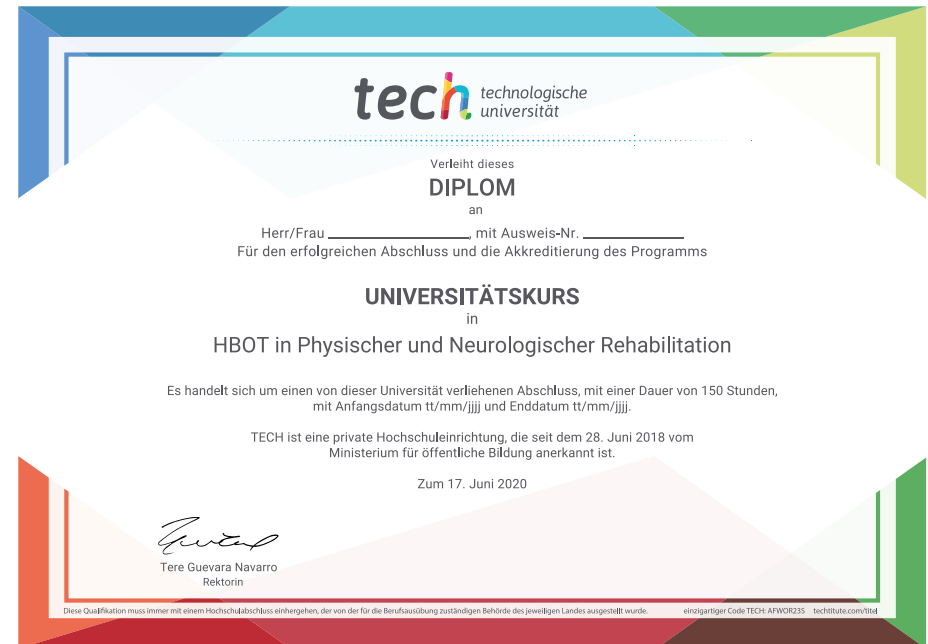 tech technologische
universität
Verleiht dieses
DIPLOM
an
Herr/Frau ____________, mit Ausweis-Nr. ____________
Für den erfolgreichen Abschluss und die Akkreditierung des Programms
UNIVERSITÄTSKURS
in
HBOT in Physischer und Neurologischer Rehabilitation
Es handelt sich um einen von dieser Universität verliehenen Abschluss, mit einer Dauer von 150 Stunden,
mit Anfangsdatum tt/mm/jjjj und Enddatum tt/mm/jjjj.
TECH ist eine private Hochschuleinrichtung, die seit dem 28. Juni 2018 vom
Ministerium für öffentliche Bildung anerkannt ist.
Zum 17. Juni 2020
Tere Guevara Navarro
Rektorin
Diese Qualifikation muss immer mit einem Hochschulabschluss einhergehen, der von der für die Berufsausübung zuständigen Behörde des jeweiligen Landes ausgestellt wurde. einzigartiger Code TECH: AFWOR23S techtitute.com/titel